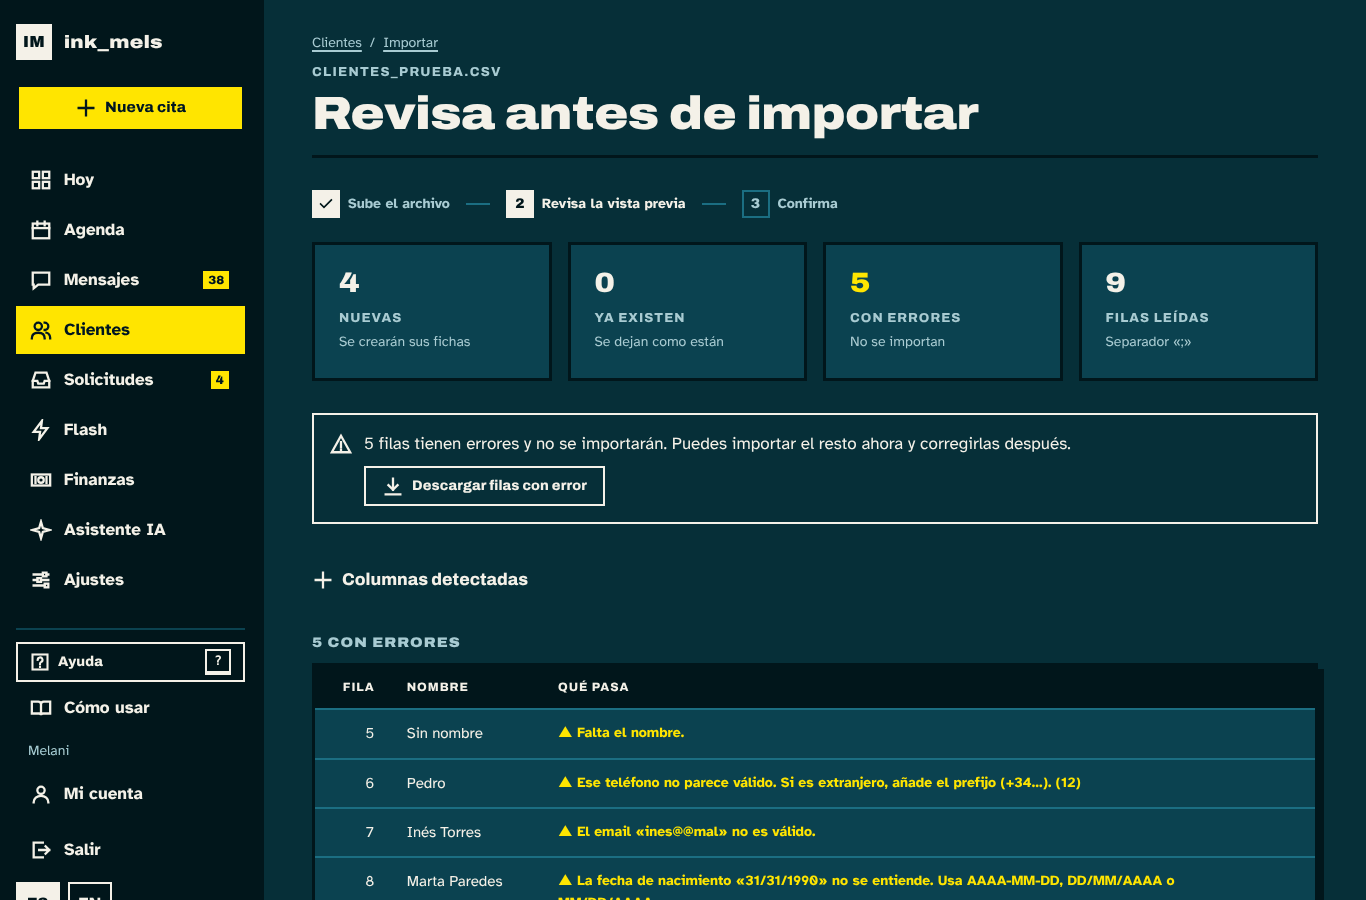 IM ink_mels
Nueva cita
Hoy
Agenda
Mensajes 38
Clientes
Solicitudes 4
Flash
Finanzas
Asistente IA
Ajustes
? Ayuda ?
Cómo usar
Melani
Mi cuenta
Salir
Clientes / Importar
CLIENTES_PRUEBA.CSV
Revisa antes de importar
Sube el archivo 2 Revisa la vista previa 3 Confirma
4
NUEVAS
Se crearán sus fichas
0
YA EXISTEN
Se dejan como están
5
CON ERRORES
No se importan
9
FILAS LEÍDAS
Separador «;»
5 filas tienen errores y no se importarán. Puedes importar el resto ahora y corregirlas después.
Descargar filas con error
Columnas detectadas
5 CON ERRORES
FILA NOMBRE QUÉ PASA
5 Sin nombre Falta el nombre.
6 Pedro Ese teléfono no parece válido. Si es extranjero, añade el prefijo (+34…). (12)
7 Inés Torres El email «ines@@mal» no es válido.
8 Marta Paredes La fecha de nacimiento «31/31/1990» no se entiende. Usa AAAA-MM-DD, DD/MM/AAAA o